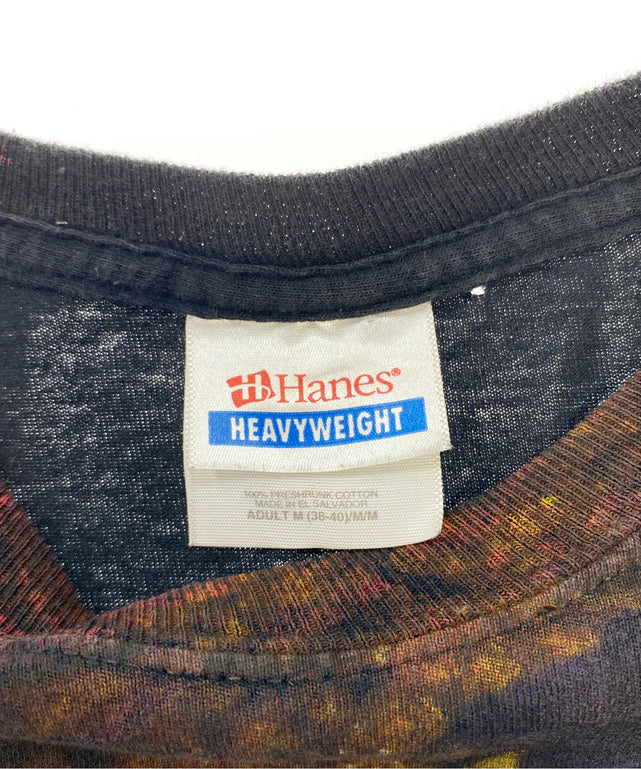 Hanes®
HEAVYWEIGHT
100% PRESHRUNK COTTON
MADE IN EL SALVADOR
ADULT M (38-40)/M/M